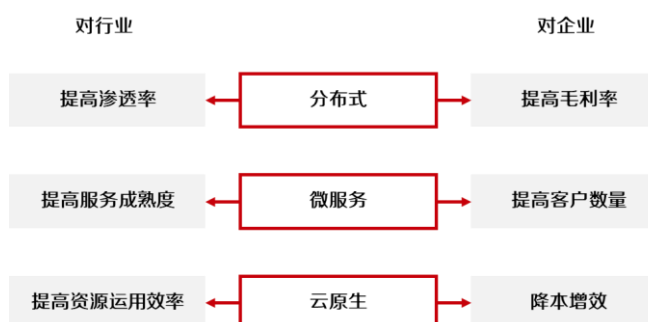 对行业
对企业
提高渗透率
分布式
提高毛利率
提高服务成熟度
微服务
提高客户数量
提高资源运用效率
云原生
降本增效